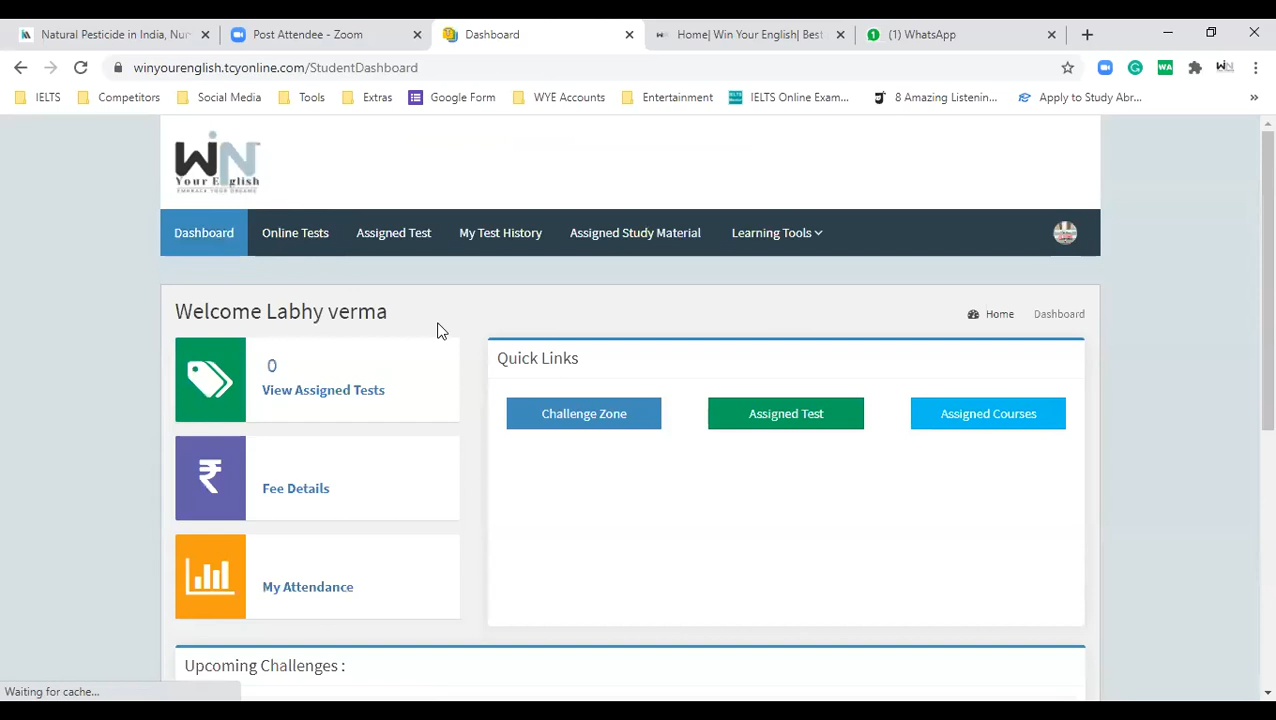 Natural Pesticide in India, Nur
Post Attendee - Zoom
Dashboard
Home| Win Your English| Best
(1) WhatsApp
winyourenglish.tcyonline.com/StudentDashboard
IELTS
Competitors
Social Media
Tools
Extras
Google Form
WYE Accounts
Entertainment
IELTS Online Exam...
8 Amazing Listenin...
Apply to Study Abr...
WiN
Your English
EMBRACE YOUR DREAMS
Dashboard
Online Tests
Assigned Test
My Test History
Assigned Study Material
Learning Tools
Welcome Labhy verma
Home Dashboard
0
View Assigned Tests
Fee Details
My Attendance
Quick Links
Challenge Zone
Assigned Test
Assigned Courses
Upcoming Challenges :
Waiting for cache...